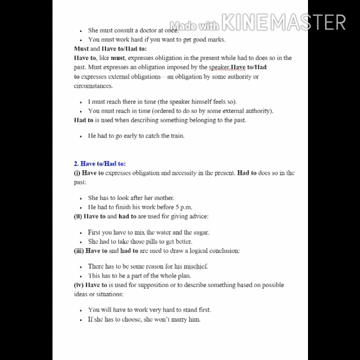 Made with KINEMASTER
• She must consult a doctor at once.
• You must work hard if you want to get good marks.
Must and Have to/Had to:
Have to, like must, expresses obligation in the present while had to does so in the
past. Must expresses an obligation imposed by the speaker.Have to/Had
to expresses external obligations – an obligation by some authority or
circumstances.
• I must reach there in time (the speaker himself feels so).
• You must reach in time (ordered to do so by some external authority).
Had to is used when describing something belonging to the past.
• He had to go early to catch the train.
2. Have to/Had to:
(i) Have to expresses obligation and necessity in the present. Had to does so in the
past:
• She has to look after her mother.
• He had to finish his work before 5 p.m.
(ii) Have to and had to are used for giving advice:
• First you have to mix the water and the sugar.
• She had to take those pills to get better.
(iii) Have to and had to are used to draw a logical conclusion:
• There has to be some reason for his mischief.
• This has to be a part of the whole plan.
(iv) Have to is used for supposition or to describe something based on possible
ideas or situations:
• You will have to work very hard to stand first.
• If she has to choose, she won't marry him.